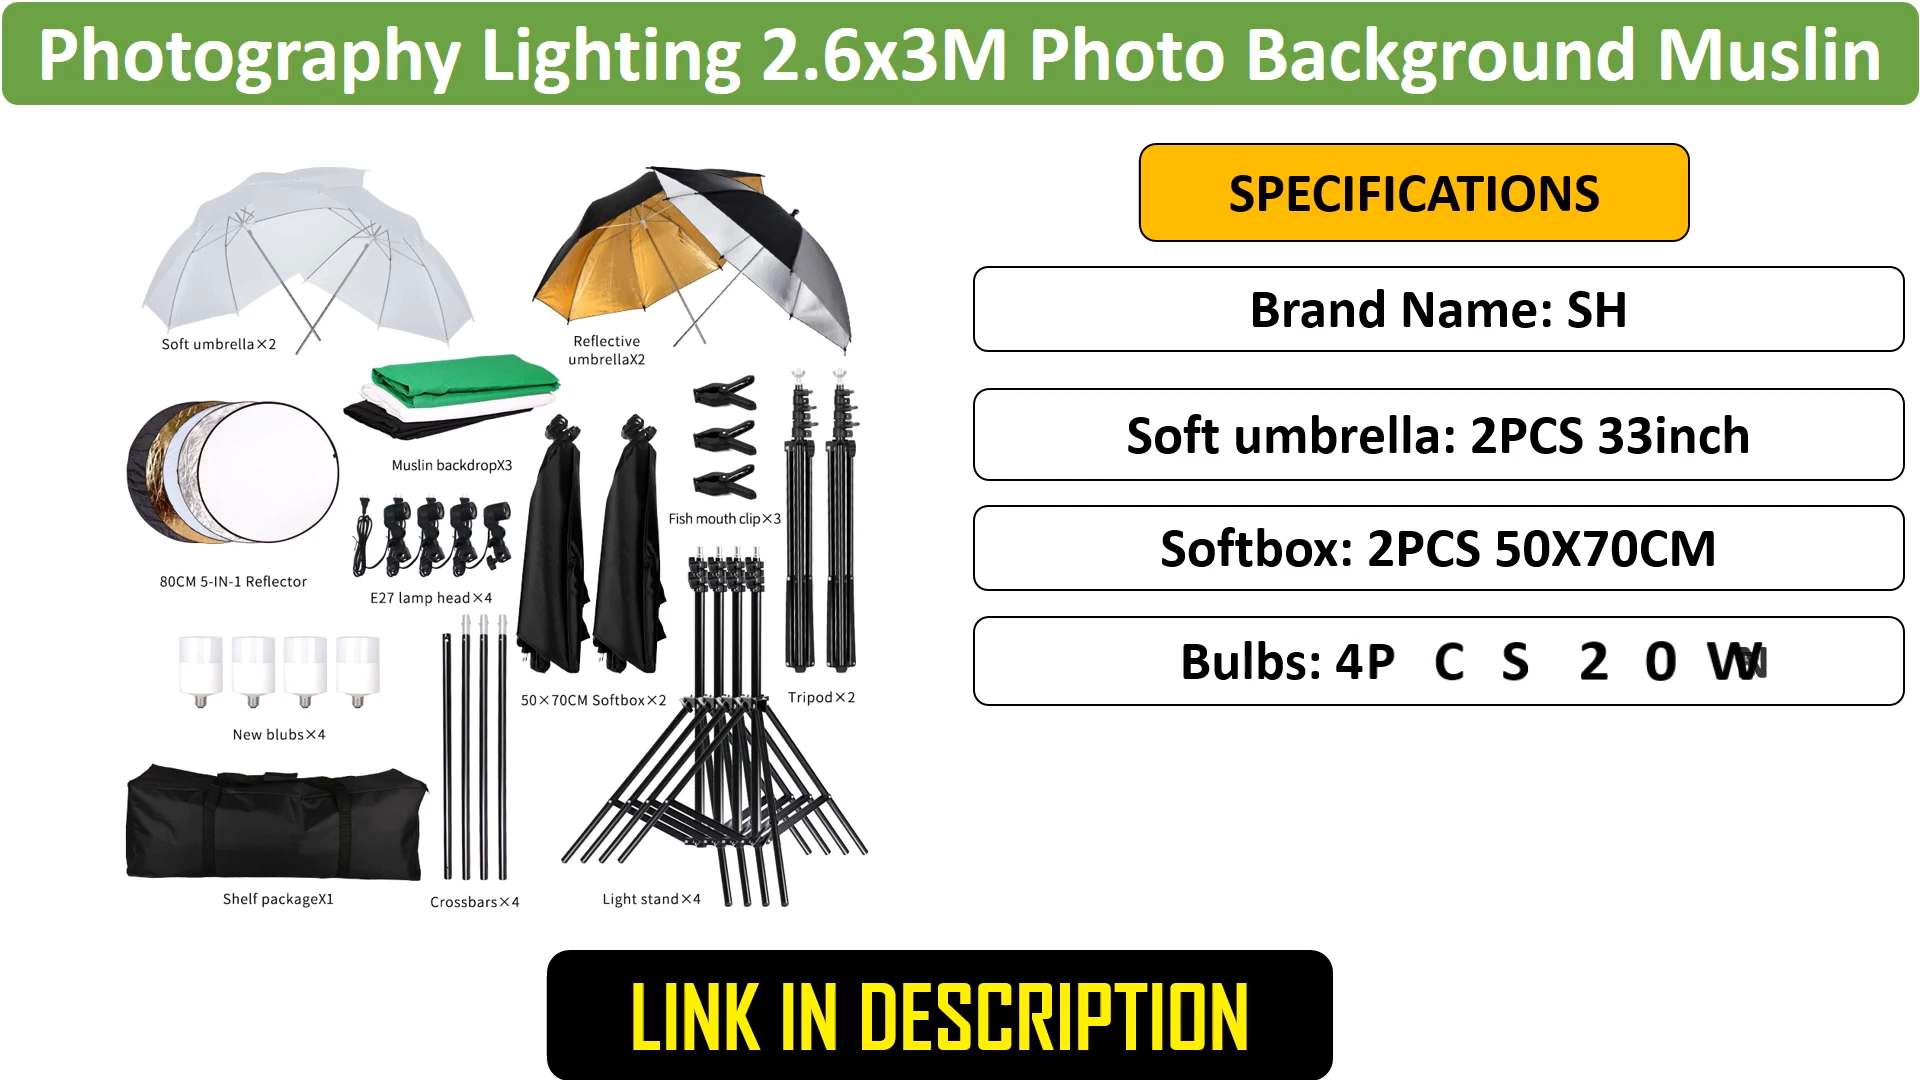 Photography Lighting 2.6x3M Photo Background Muslin
SPECIFICATIONS
Brand Name: SH
Soft umbrella: 2PCS 33inch
Softbox: 2PCS 50X70CM
Bulbs: 4P C S 2 0 W
Soft umbrella×2
Reflective
umbrellaX2
Muslin backdropX3
Fish mouth clip×3
80CM 5-IN-1 Reflector
E27 lamp head×4
50×70CM Softbox×2
Tripod×2
New blubs×4
Shelf packageX1
Crossbars×4
Light stand×4
LINK IN DESCRIPTION